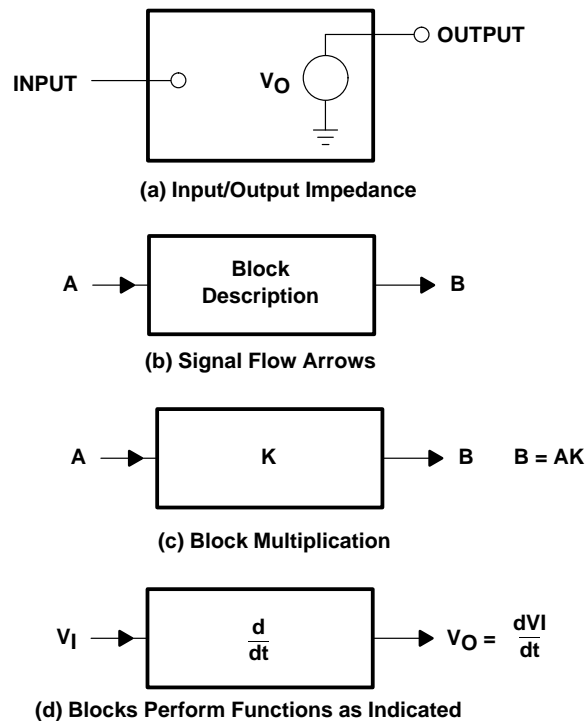 OUTPUT
INPUT
VO
(a) Input/Output Impedance
A
Block
Description
B
(b) Signal Flow Arrows
A
K
B
B = AK
(c) Block Multiplication
VI
d
dt
VO = dVI
dt
(d) Blocks Perform Functions as Indicated